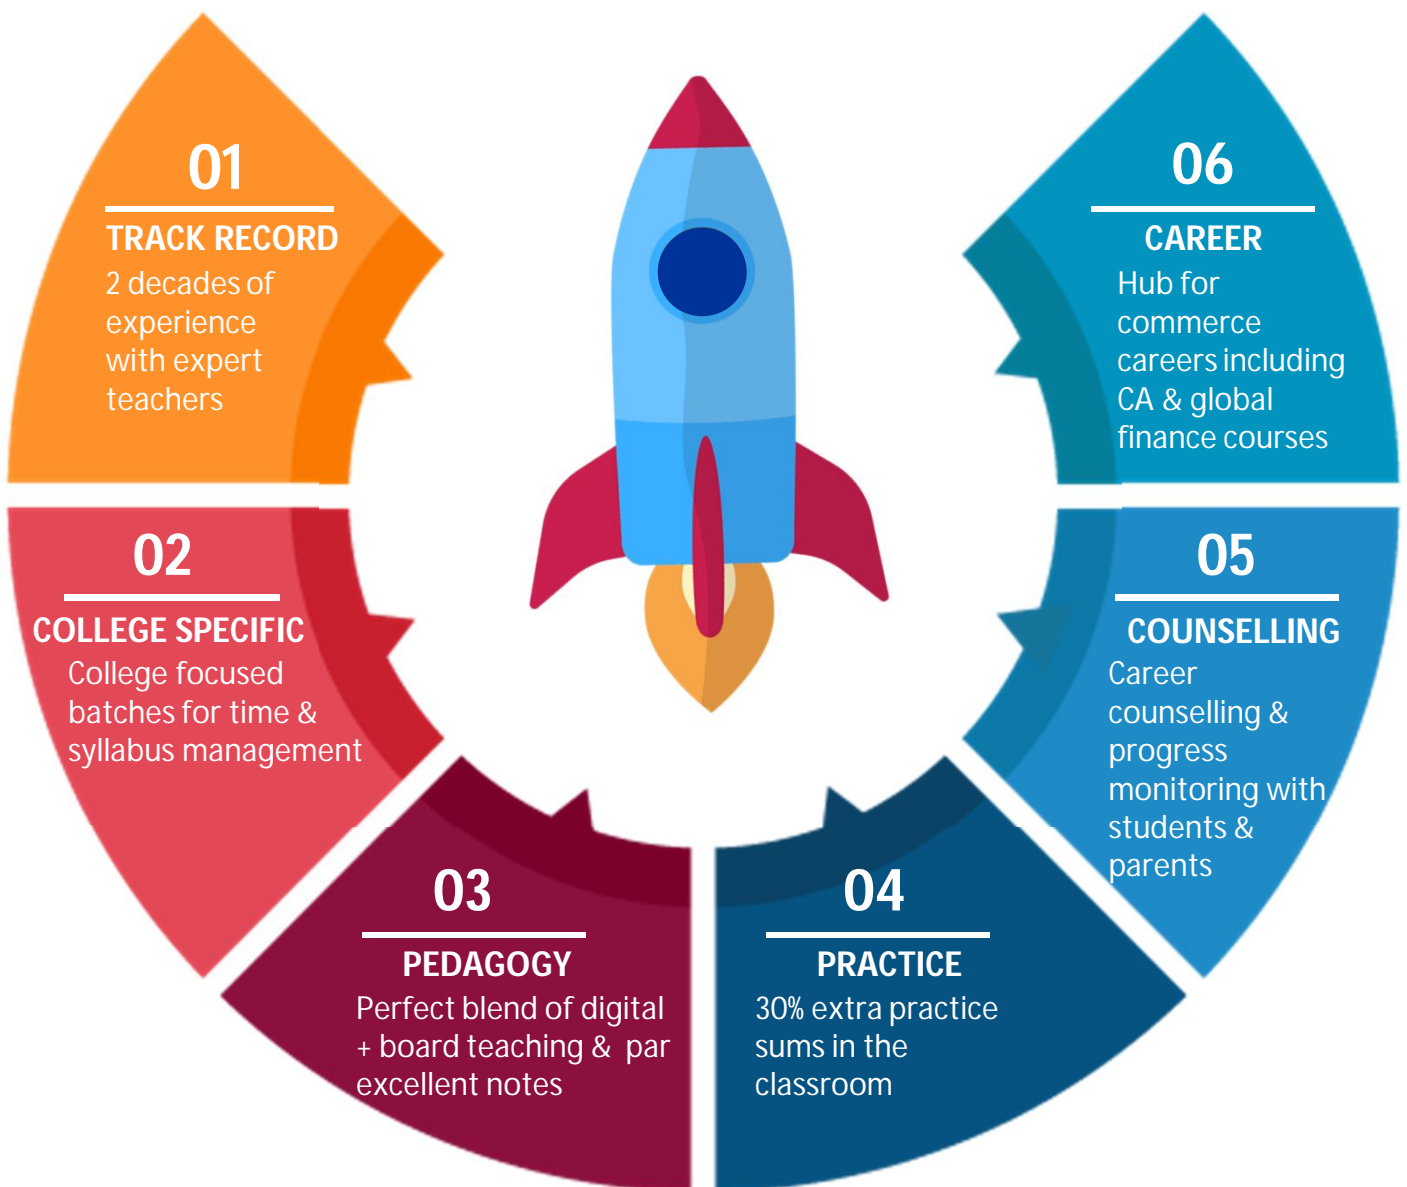 01
TRACK RECORD
2 decades of
experience
with expert
teachers
02
COLLEGE SPECIFIC
College focused
batches for time &
syllabus management
03
PEDAGOGY
Perfect blend of digital
+ board teaching & par
excellent notes
04
PRACTICE
30% extra practice
sums in the
classroom
05
COUNSELLING
Career
counselling &
progress
monitoring with
students &
parents
06
CAREER
Hub for
commerce
careers including
CA & global
finance courses